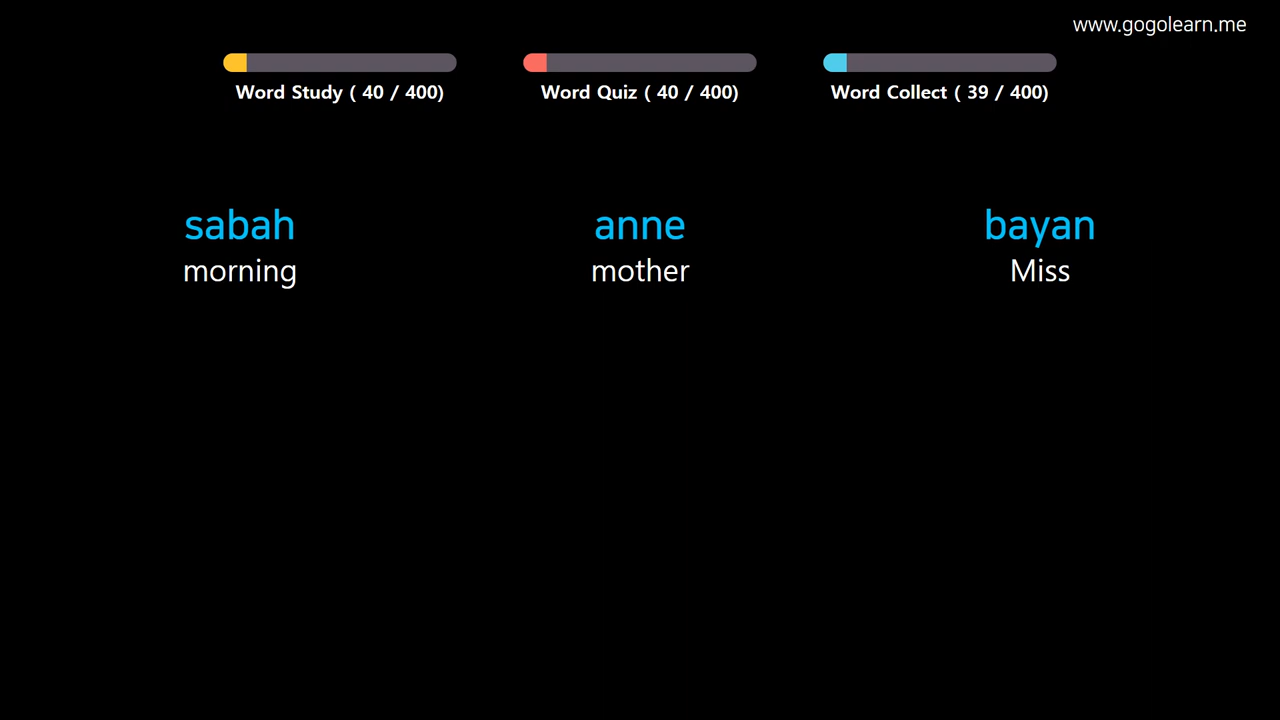 www.gogolearn.me
Word Study ( 40 / 400)
Word Quiz ( 40 / 400)
Word Collect ( 39 / 400)
sabah
morning
anne
mother
bayan
Miss